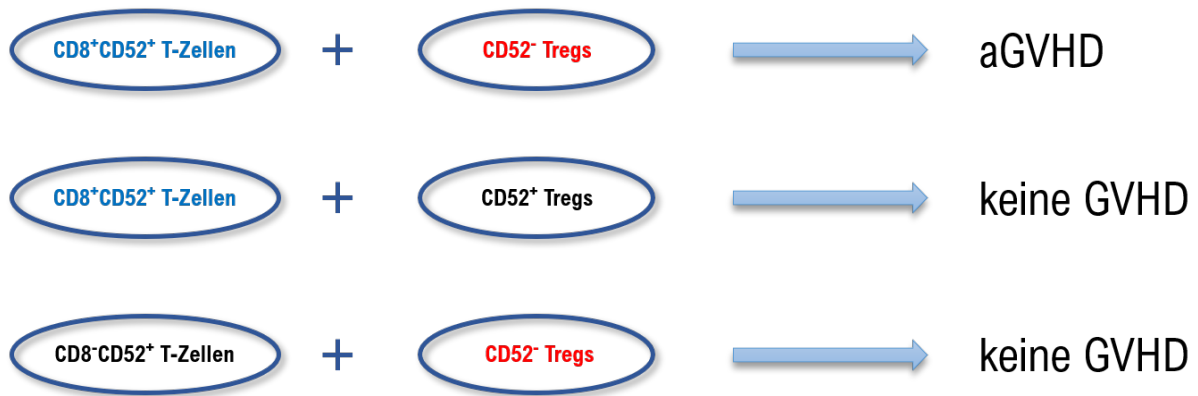 CD8⁺CD52⁺ T-Zellen + CD52⁻ Tregs aGVHD
CD8⁺CD52⁺ T-Zellen + CD52⁺ Tregs keine GVHD
CD8⁻CD52⁺ T-Zellen + CD52⁻ Tregs keine GVHD